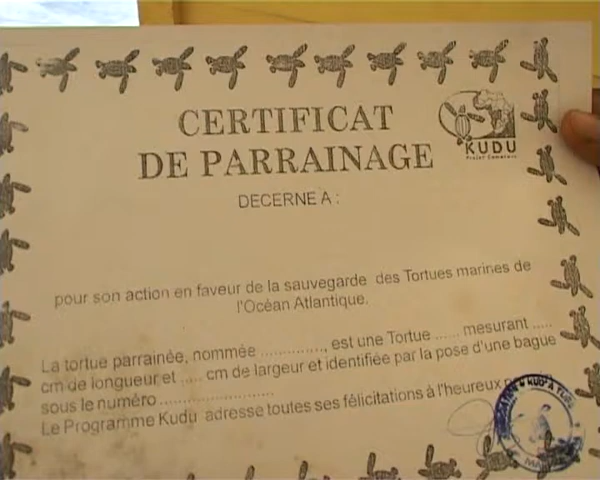 CERTIFICAT
DE PARRAINAGE
KUDU
DECERNE A :
pour son action en faveur de la sauvegarde des Tortues marines de
l'Océan Atlantique.
La tortue parrainée, nommée .............., est une Tortue ...... mesurant .....
cm de longueur et ..... cm de largeur et identifiée par la pose d'une bague
sous le numéro ........................
Le Programme Kudu adresse toutes ses félicitations à l'heureux
KUD'A TUBE